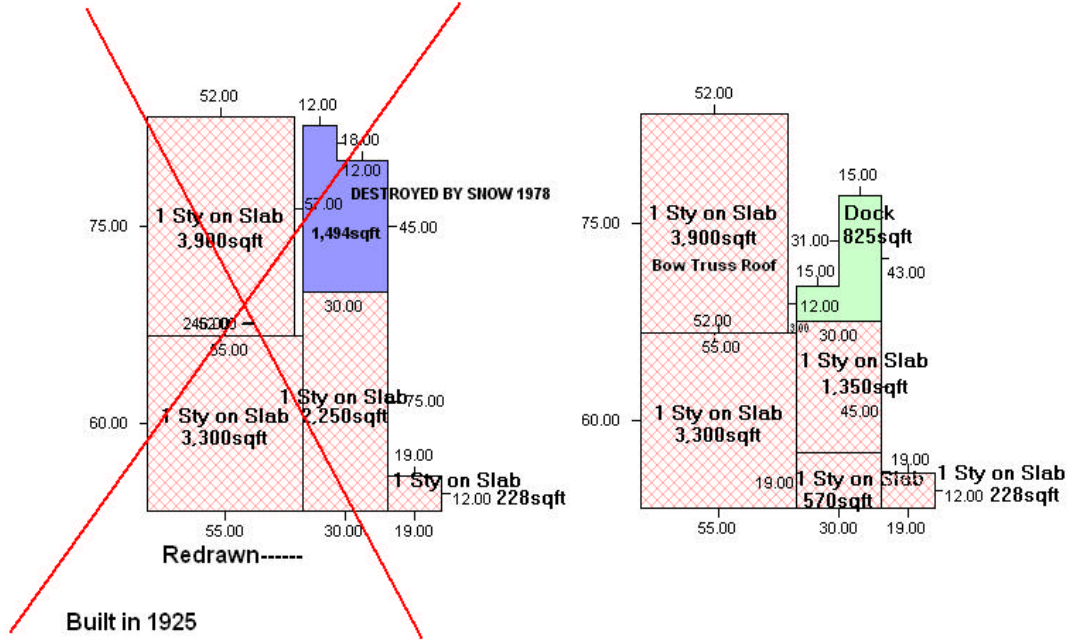 52.00
12.00
18.00
12.00
DESTROYED BY SNOW 1978
57.00
1 Sty on Slab
3,900sqft
75.00
1,494sqft
45.00
30.00
52.00
55.00
1 Sty on Slab
2,250sqft
75.00
60.00
1 Sty on Slab
3,300sqft
19.00
1 Sty on Slab
12.00 228sqft
55.00
30.00
19.00
Redrawn------
Built in 1925
52.00
15.00
Dock
825sqft
31.00
75.00
1 Sty on Slab
3,900sqft
Bow Truss Roof
43.00
15.00
12.00
30.00
52.00
55.00
3.00
1 Sty on Slab
1,350sqft
45.00
60.00
1 Sty on Slab
3,300sqft
19.00
19.00
1 Sty on Slab
570sqft
1 Sty on Slab
12.00 228sqft
55.00
30.00
19.00